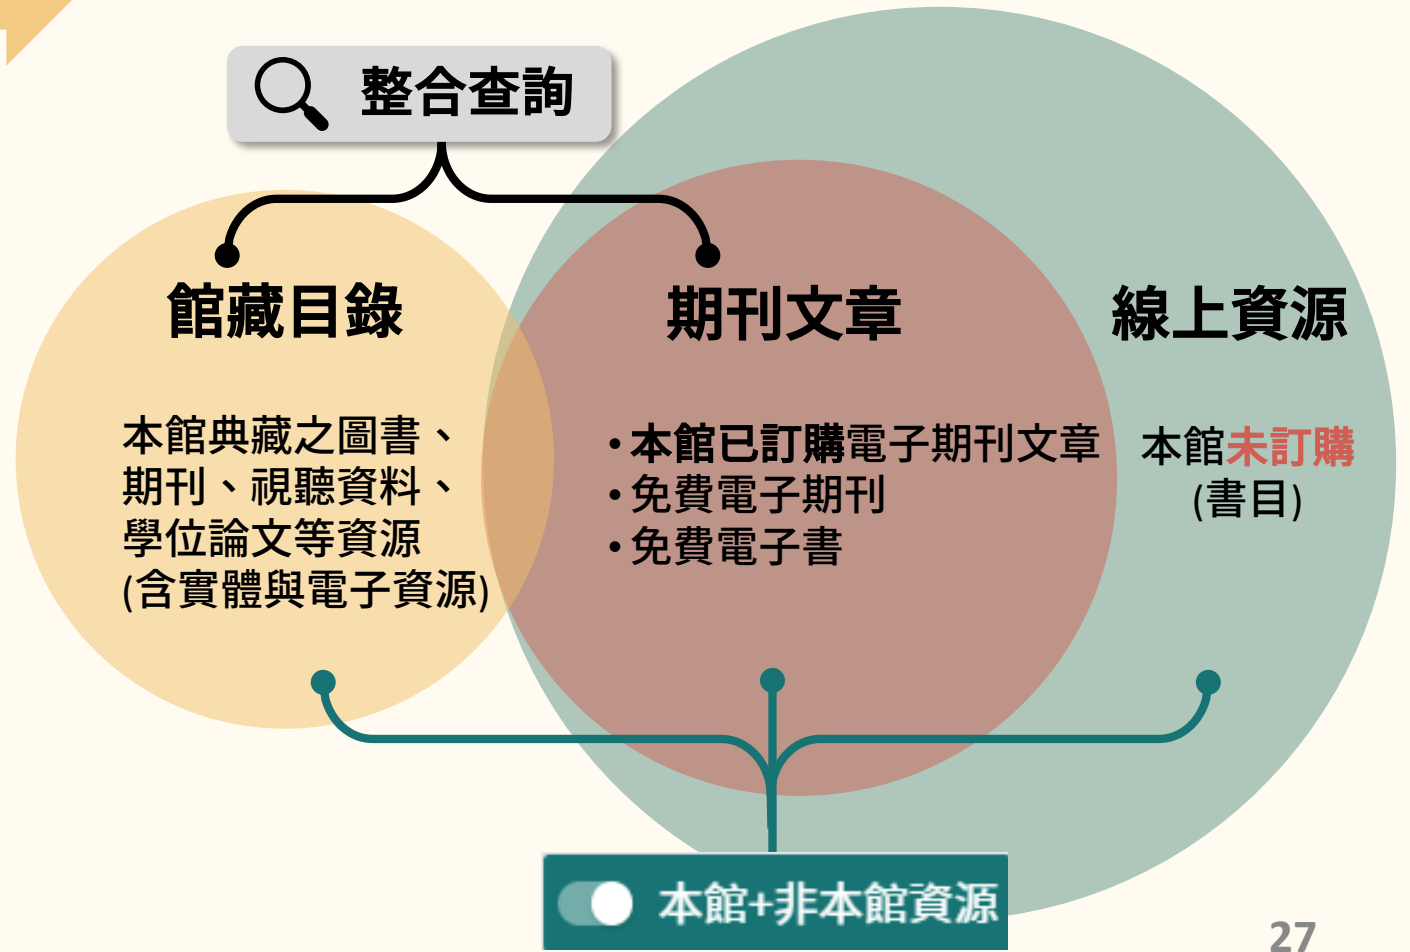 整合查詢
館藏目錄
本館典藏之圖書、
期刊、視聽資料、
學位論文等資源
(含實體與電子資源)
期刊文章
•本館已訂購電子期刊文章
•免費電子期刊
•免費電子書
線上資源
本館未訂購
(書目)
本館+非本館資源
27